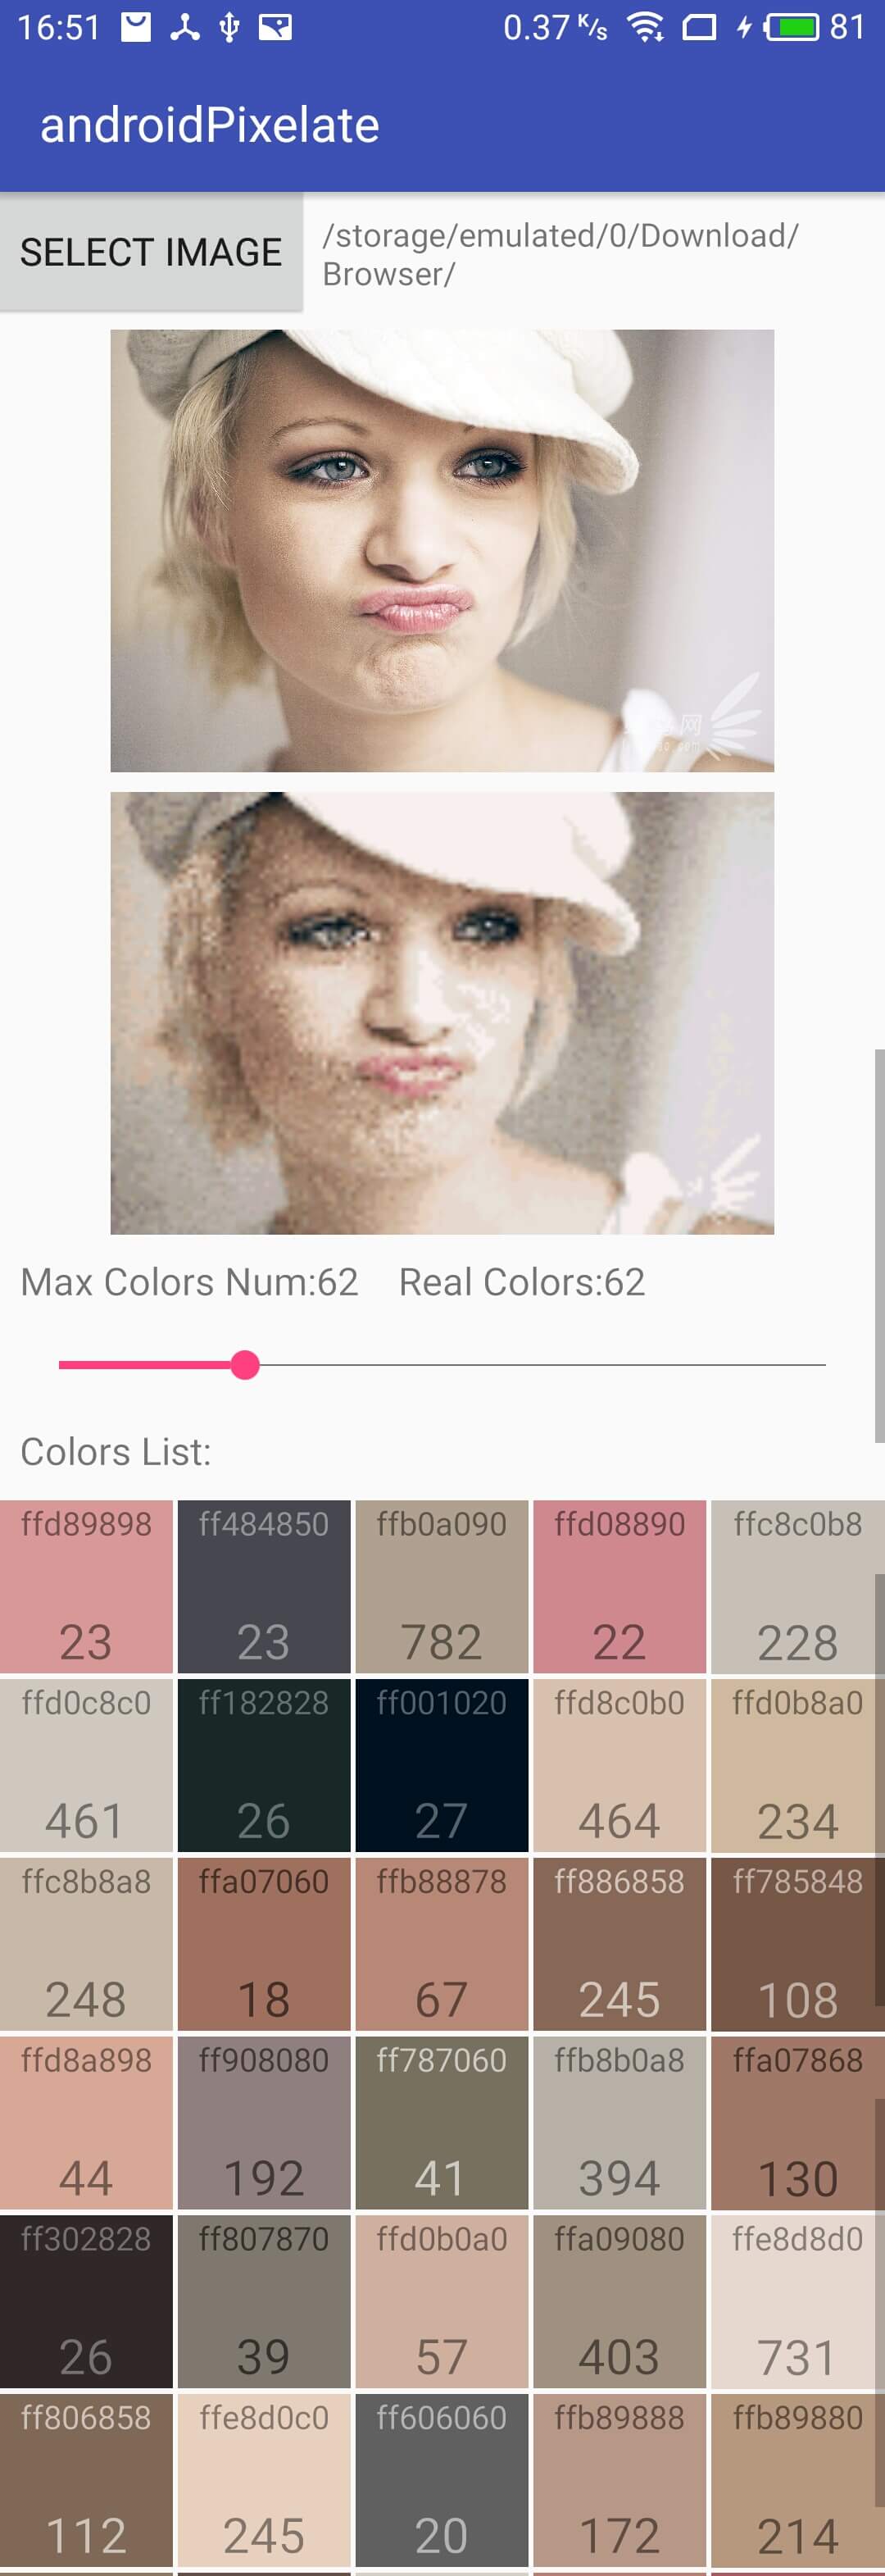 16:51 0.37 K/s 81
androidPixelate
SELECT IMAGE
/storage/emulated/0/Download/
Browser/
网
Max Colors Num:62 Real Colors:62
Colors List:
ffd89898 ff484850 ffb0a090 ffd08890 ffc8c0b8
23 23 782 22 228
ffd0c8c0 ff182828 ff001020 ffd8c0b0 ffd0b8a0
461 26 27 464 234
ffc8b8a8 ffa07060 ffb88878 ff886858 ff785848
248 18 67 245 108
ffd8a898 ff908080 ff787060 ffb8b0a8 ffa07868
44 192 41 394 130
ff302828 ff807870 ffd0b0a0 ffa09080 ffe8d8d0
26 39 57 403 731
ff806858 ffe8d0c0 ff606060 ffb89888 ffb89880
112 245 20 172 214